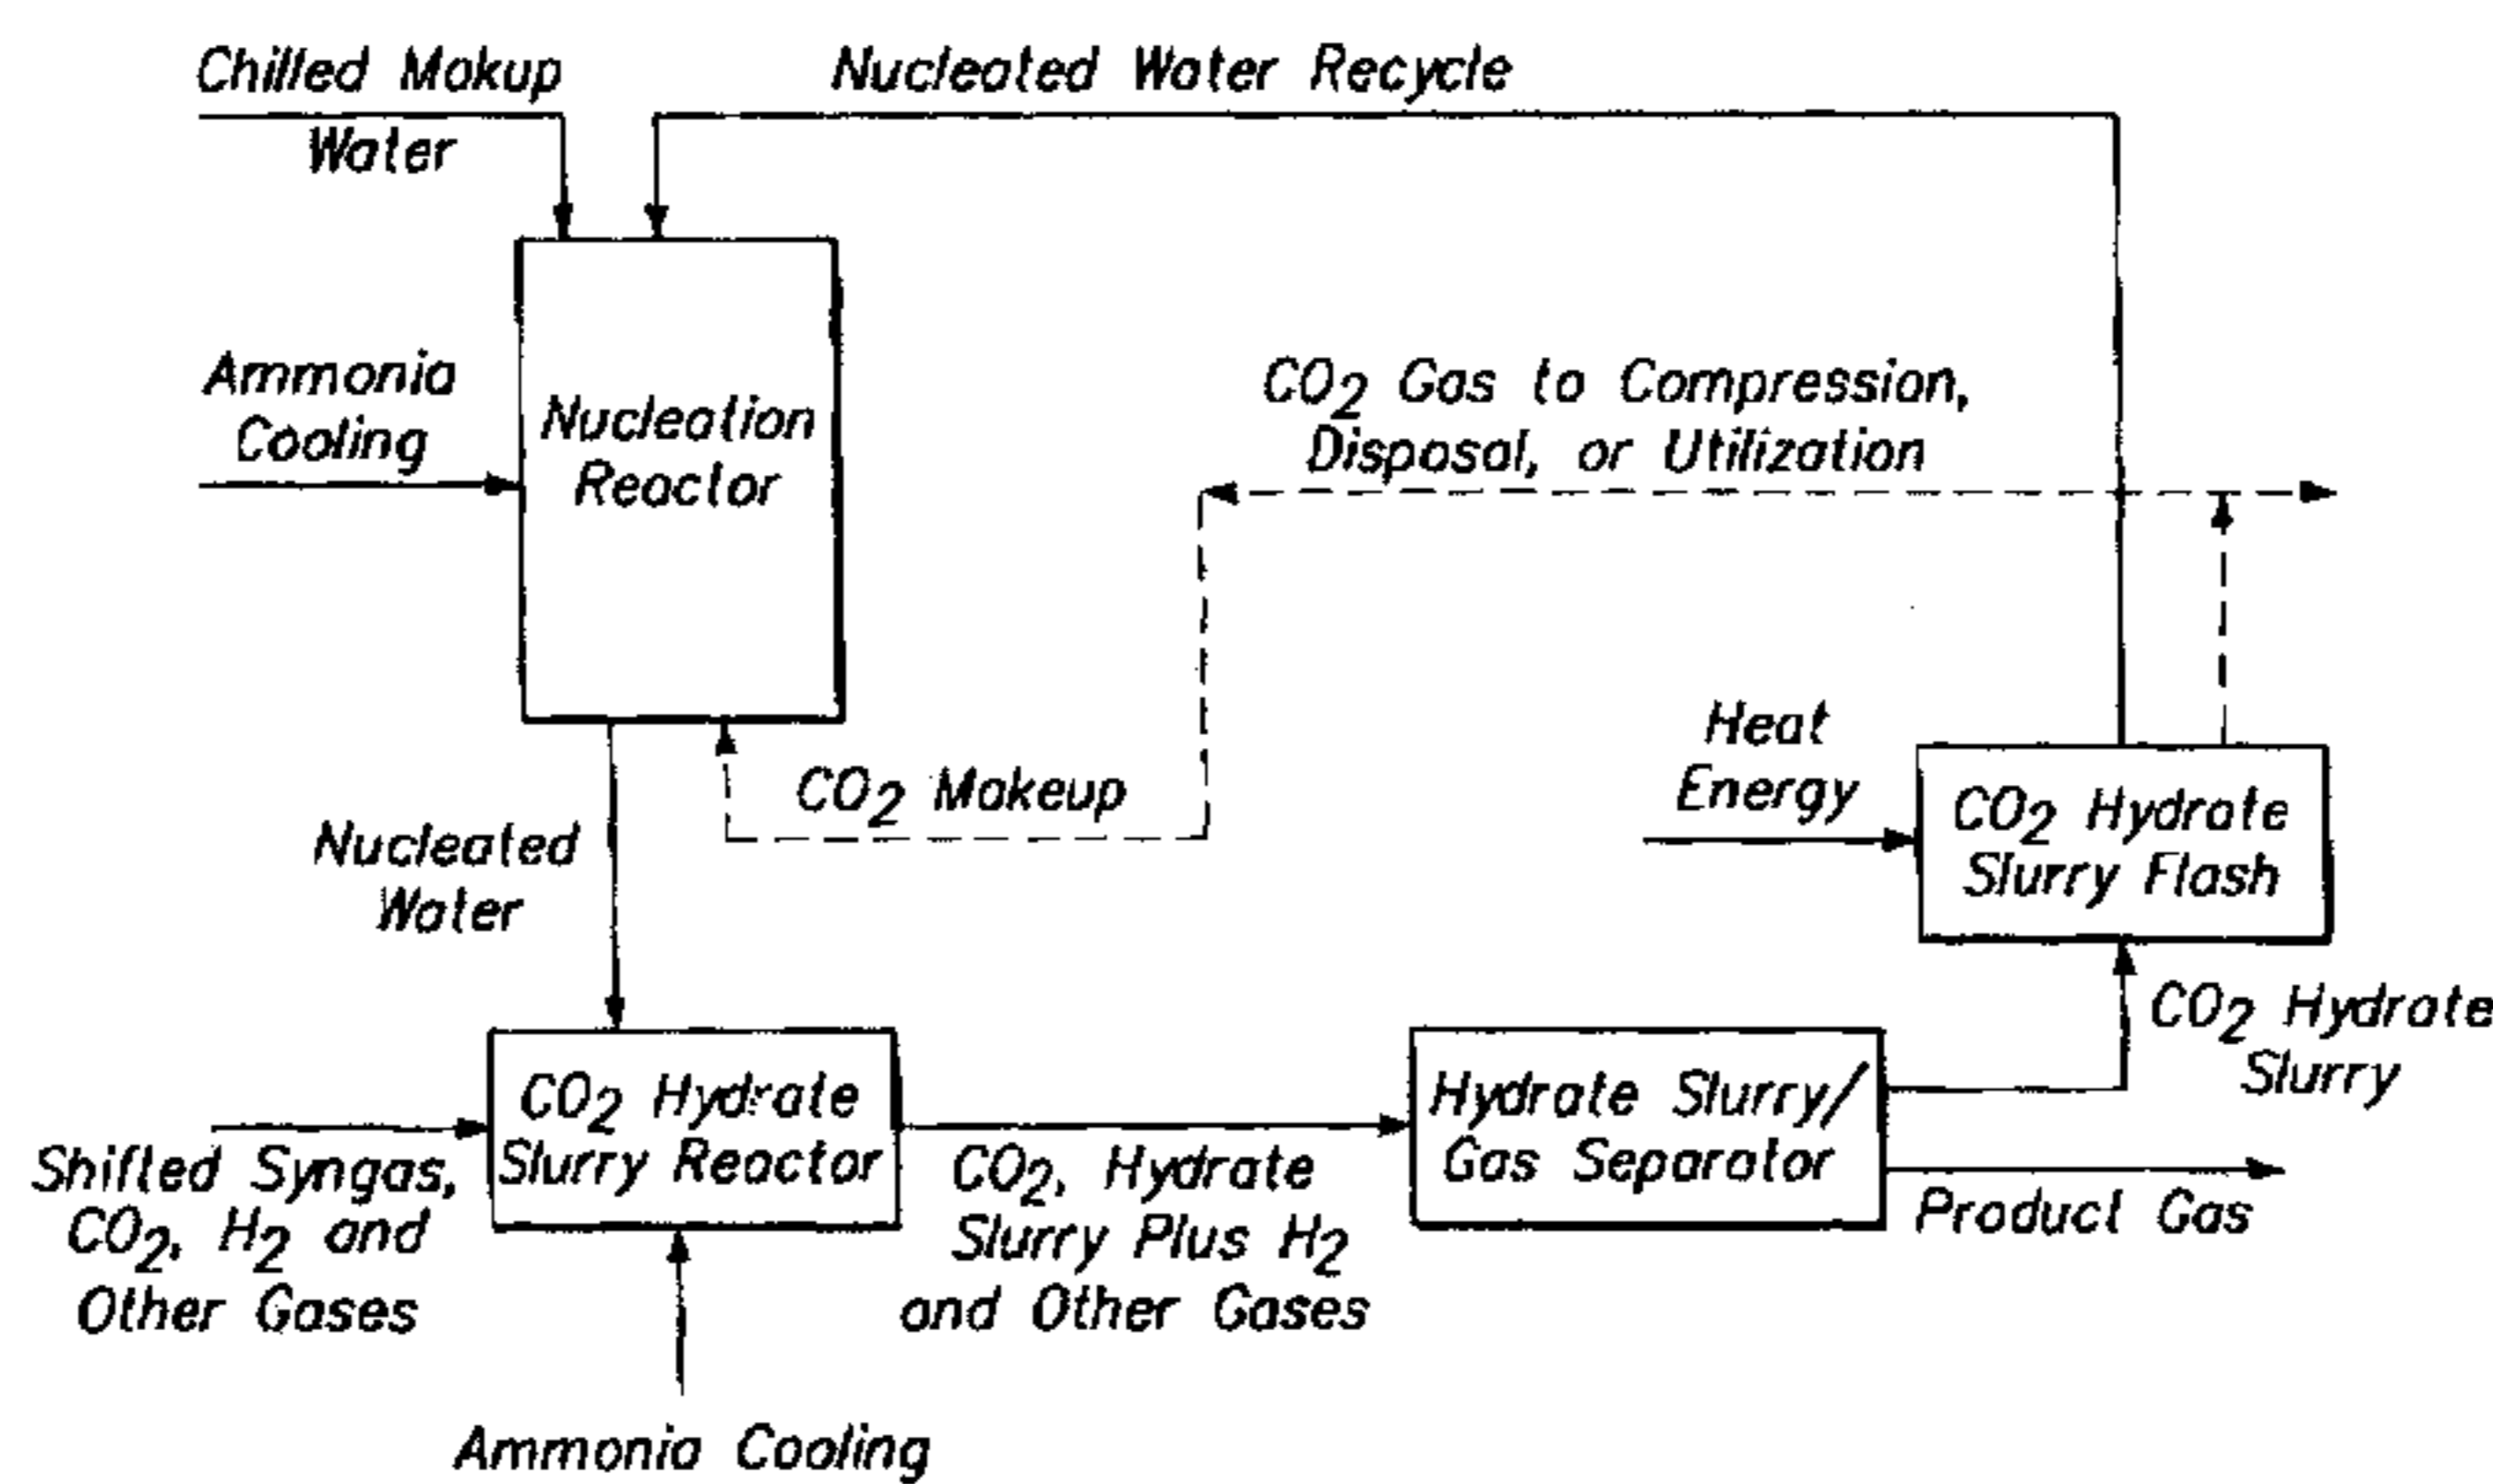 Chilled Makup
Water
Nucleated Water Recycle
Ammonia
Cooling
Nucleation
Reactor
CO2 Gas to Compression,
Disposal, or Utilization
CO2 Makeup
Heat
Energy
CO2 Hydrate
Slurry Flash
Nucleated
Water
CO2 Hydrate
Slurry
CO2 Hydrate
Slurry Reactor
Hydrate Slurry/
Gas Separator
Shifted Syngas,
CO2, H2 and
Other Gases
CO2, Hydrate
Slurry Plus H2
and Other Gases
Product Gas
Ammonia Cooling